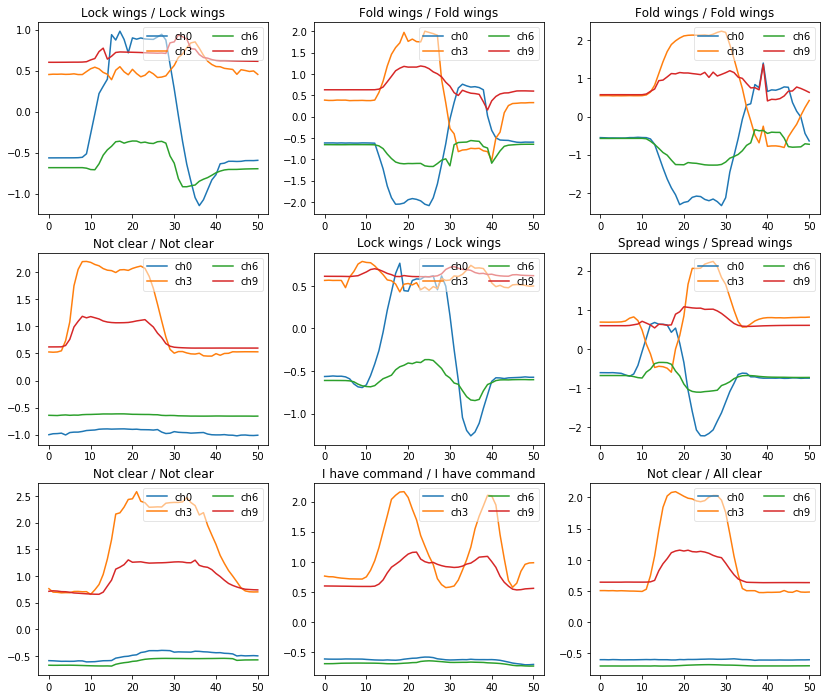 Lock wings / Lock wings
ch0 ch6
ch3 ch9
1.0
0.5
0.0
−0.5
−1.0
0 10 20 30 40 50
Fold wings / Fold wings
ch0 ch6
ch3 ch9
2.0
1.5
1.0
0.5
0.0
−0.5
−1.0
−1.5
−2.0
0 10 20 30 40 50
Fold wings / Fold wings
ch0 ch6
ch3 ch9
2
1
0
−1
−2
0 10 20 30 40 50
Not clear / Not clear
ch0 ch6
ch3 ch9
2.0
1.5
1.0
0.5
0.0
−0.5
−1.0
0 10 20 30 40 50
Lock wings / Lock wings
ch0 ch6
ch3 ch9
0.5
0.0
−0.5
−1.0
0 10 20 30 40 50
Spread wings / Spread wings
ch0 ch6
ch3 ch9
2
1
0
−1
−2
0 10 20 30 40 50
Not clear / Not clear
ch0 ch6
ch3 ch9
2.5
2.0
1.5
1.0
0.5
0.0
−0.5
0 10 20 30 40 50
I have command / I have command
ch0 ch6
ch3 ch9
2.0
1.5
1.0
0.5
0.0
−0.5
0 10 20 30 40 50
Not clear / All clear
ch0 ch6
ch3 ch9
2.0
1.5
1.0
0.5
0.0
−0.5
0 10 20 30 40 50